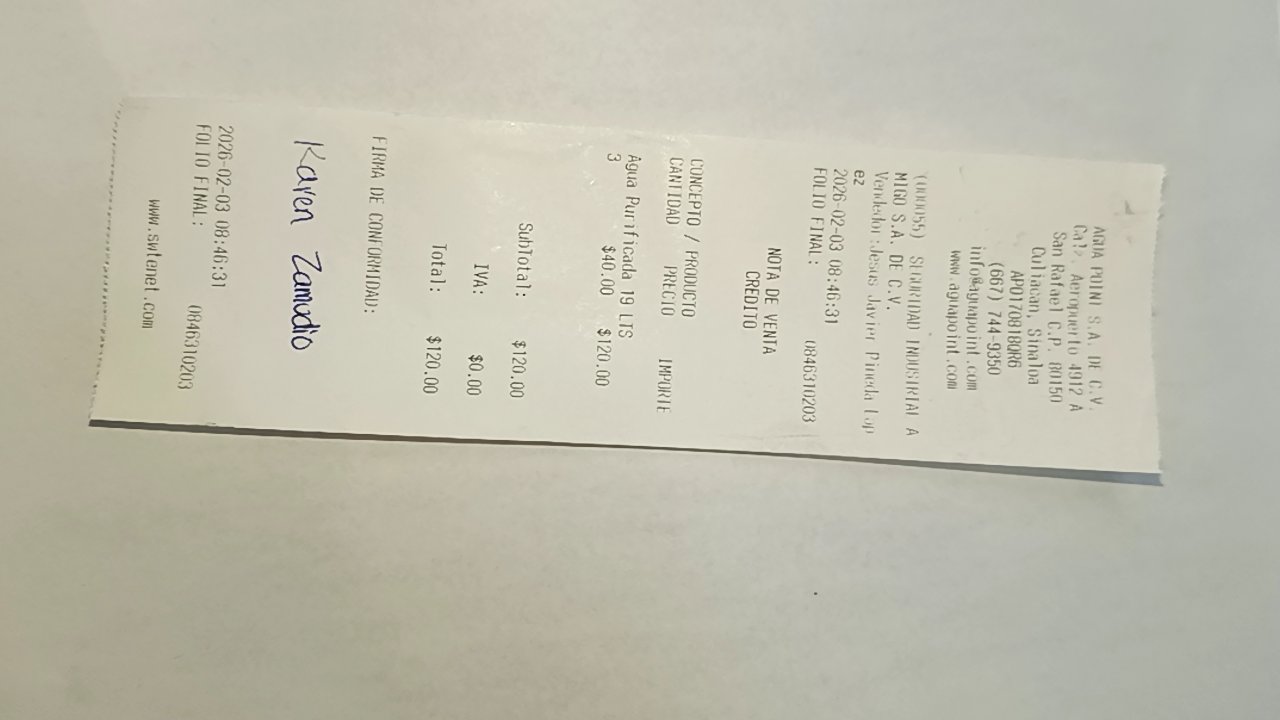 AGUA POINT S.A. DE C.V.
Aeropuerto 4912 A
San Rafael C.P. 80150
Culiacan, Sinaloa
APO170818QR6
(667) 744-9350
info@aguapoint.com
www.aguapoint.com
(000055) SEGURIDAD INDUSTRIAL A
MIGO S.A. DE C.V.
Vendedor:Jesus Javier Pineda Lop
ez
2026-02-03 08:46:31
FOLIO FINAL: 0846310203
NOTA DE VENTA
CREDITO
CONCEPTO / PRODUCTO
CANTIDAD PRECIO IMPORTE
Agua Purificada 19 LTS
3 $40.00 $120.00
SubTotal: $120.00
IVA: $0.00
Total: $120.00
FIRMA DE CONFORMIDAD:
Karen Zamudio
2026-02-03 08:46:31
FOLIO FINAL: 0846310203
www.swtenet.com